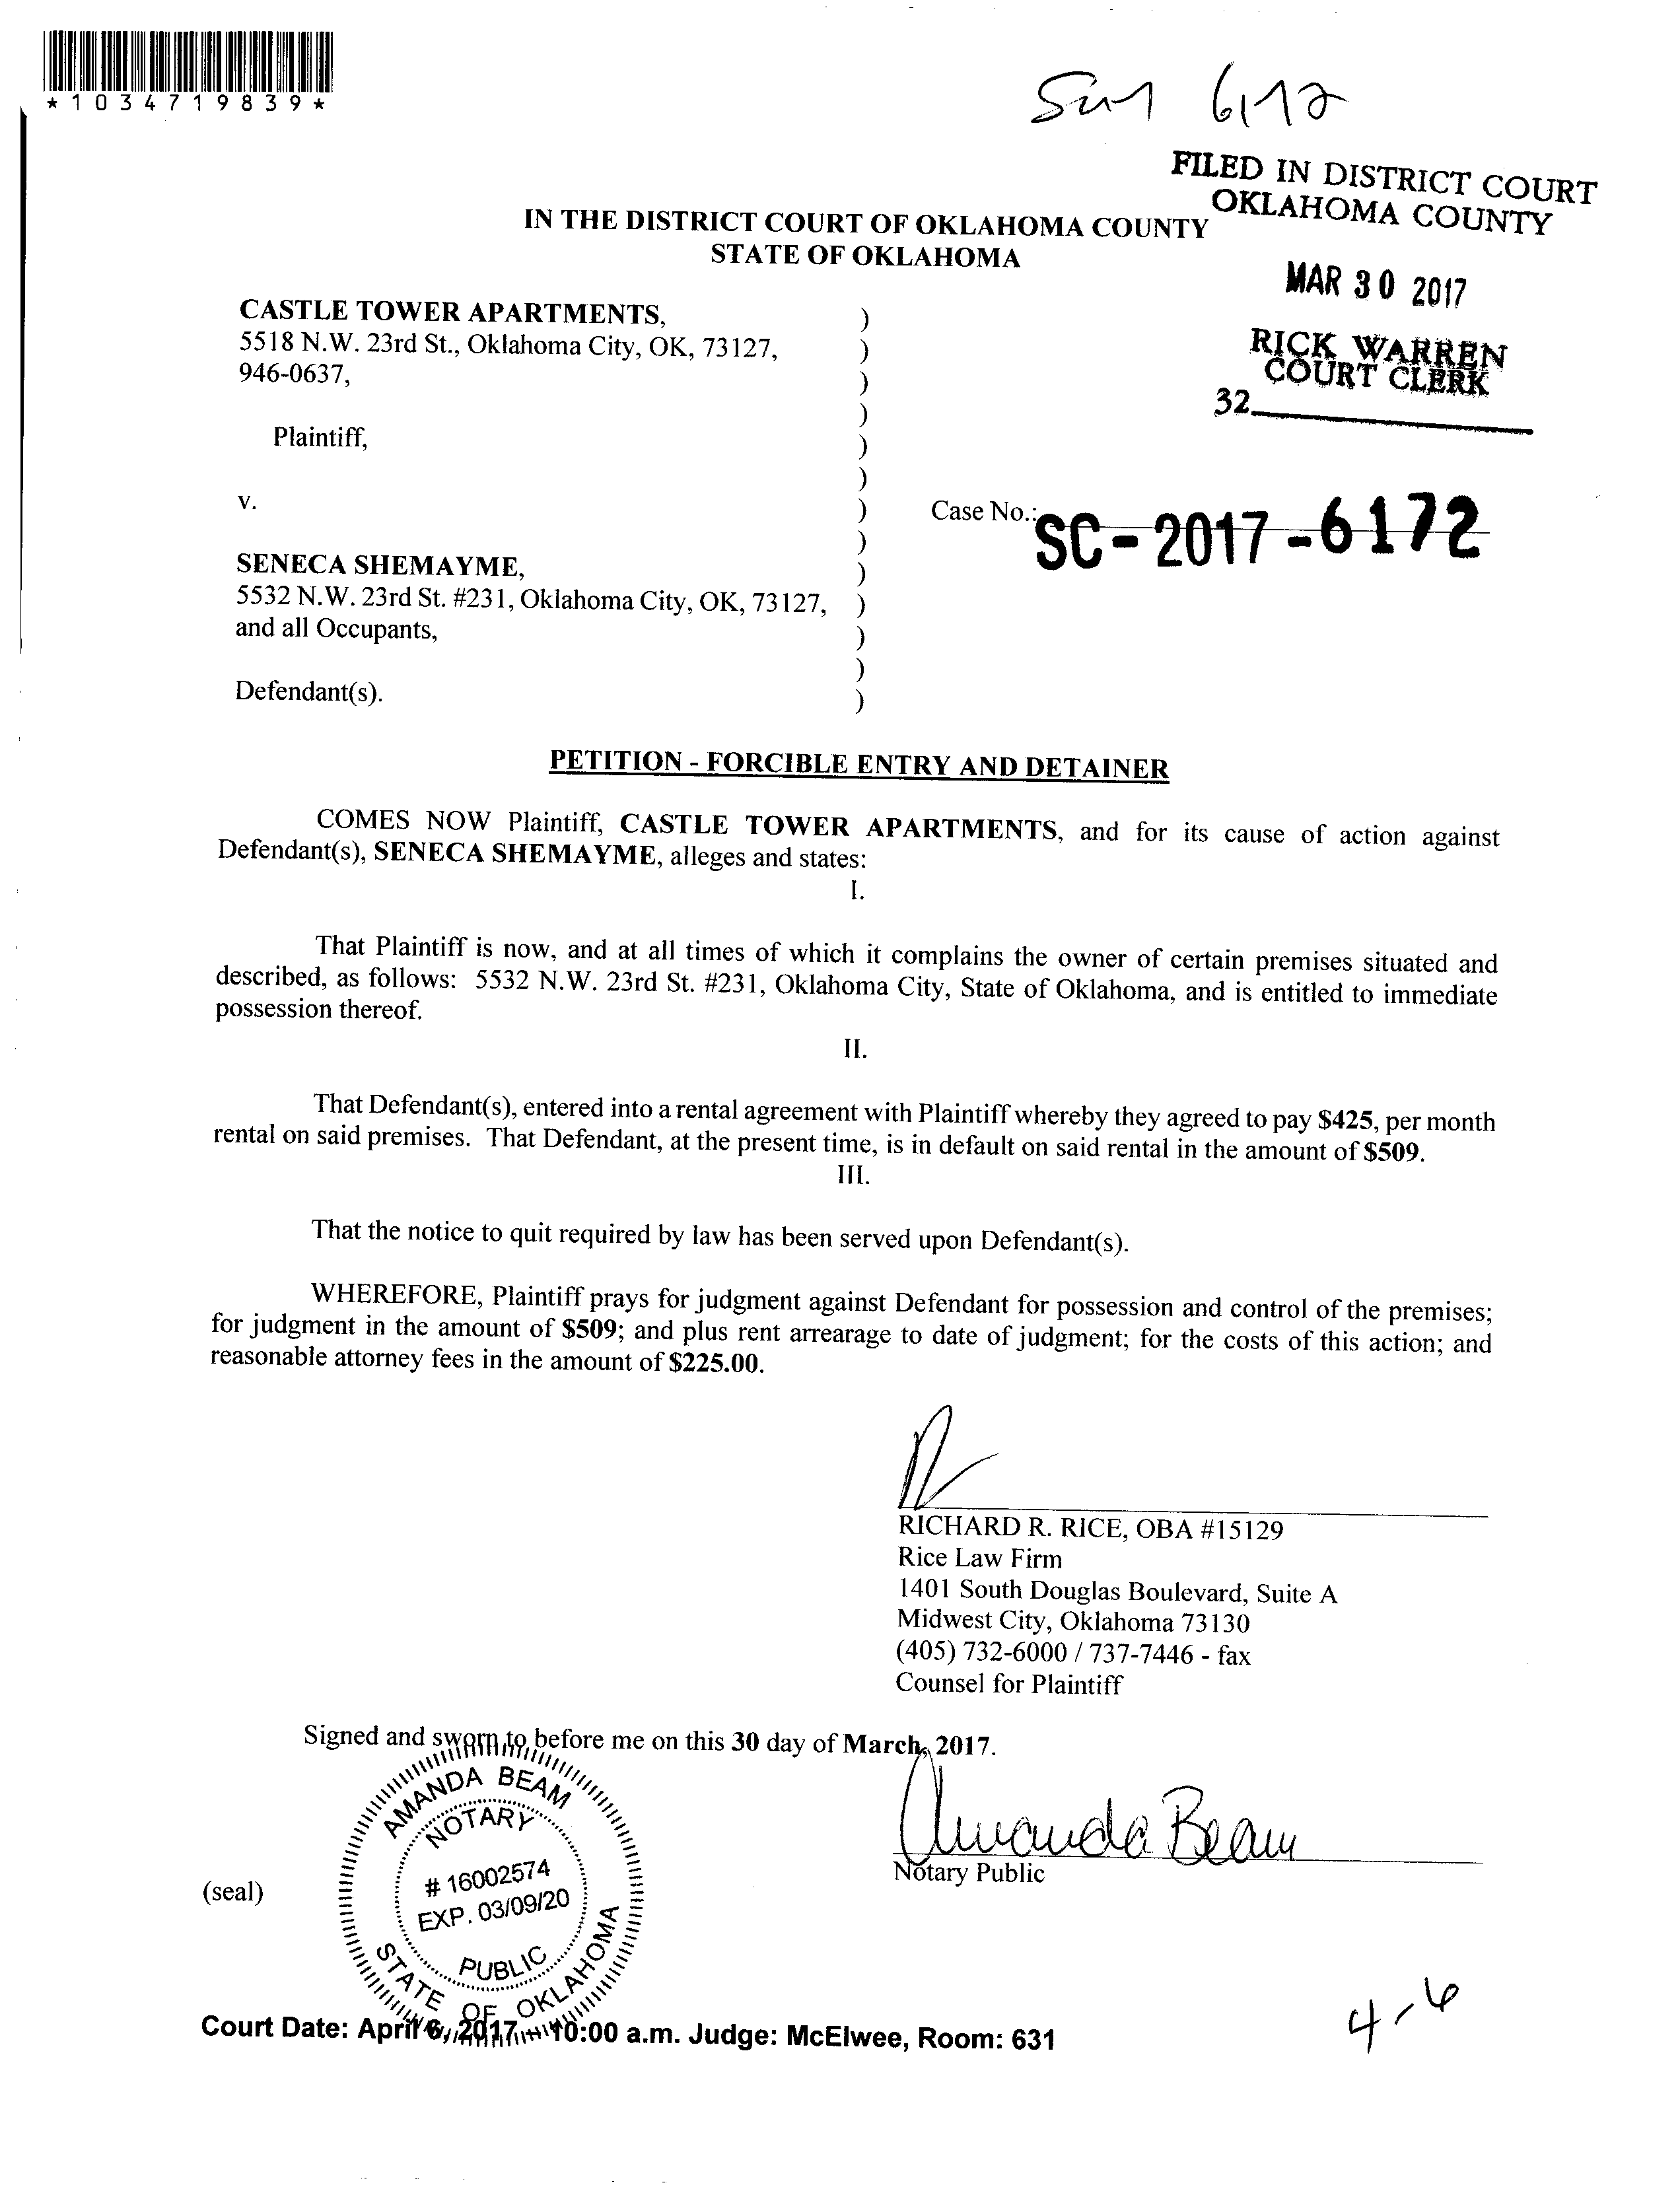 *1034719839*
Sm 6172
FILED IN DISTRICT COURT
OKLAHOMA COUNTY
IN THE DISTRICT COURT OF OKLAHOMA COUNTY
STATE OF OKLAHOMA
MAR 30 2017
RICK WARREN
COURT CLERK
32
CASTLE TOWER APARTMENTS, )
5518 N.W. 23rd St., Oklahoma City, OK, 73127, )
946-0637, )
)
Plaintiff, )
)
v. )
)
SENECA SHEMAYME, )
5532 N.W. 23rd St. #231, Oklahoma City, OK, 73127, )
and all Occupants, )
)
Defendant(s). )
Case No.: SC-2017-6172
PETITION - FORCIBLE ENTRY AND DETAINER
COMES NOW Plaintiff, CASTLE TOWER APARTMENTS, and for its cause of action against
Defendant(s), SENECA SHEMAYME, alleges and states:
I.
That Plaintiff is now, and at all times of which it complains the owner of certain premises situated and
described, as follows: 5532 N.W. 23rd St. #231, Oklahoma City, State of Oklahoma, and is entitled to immediate
possession thereof.
II.
That Defendant(s), entered into a rental agreement with Plaintiff whereby they agreed to pay $425, per month
rental on said premises. That Defendant, at the present time, is in default on said rental in the amount of $509.
III.
That the notice to quit required by law has been served upon Defendant(s).
WHEREFORE, Plaintiff prays for judgment against Defendant for possession and control of the premises;
for judgment in the amount of $509; and plus rent arrearage to date of judgment; for the costs of this action; and
reasonable attorney fees in the amount of $225.00.
RICHARD R. RICE, OBA #15129
Rice Law Firm
1401 South Douglas Boulevard, Suite A
Midwest City, Oklahoma 73130
(405) 732-6000 / 737-7446 - fax
Counsel for Plaintiff
Signed and sworn to before me on this 30 day of March, 2017.
Amanda Beam
Notary Public
(seal)
AMANDA BEAM
NOTARY
# 16002574
EXP. 03/09/20
PUBLIC
STATE OF OKLAHOMA
4-6
Court Date: April 6, 2017 - 10:00 a.m. Judge: McElwee, Room: 631